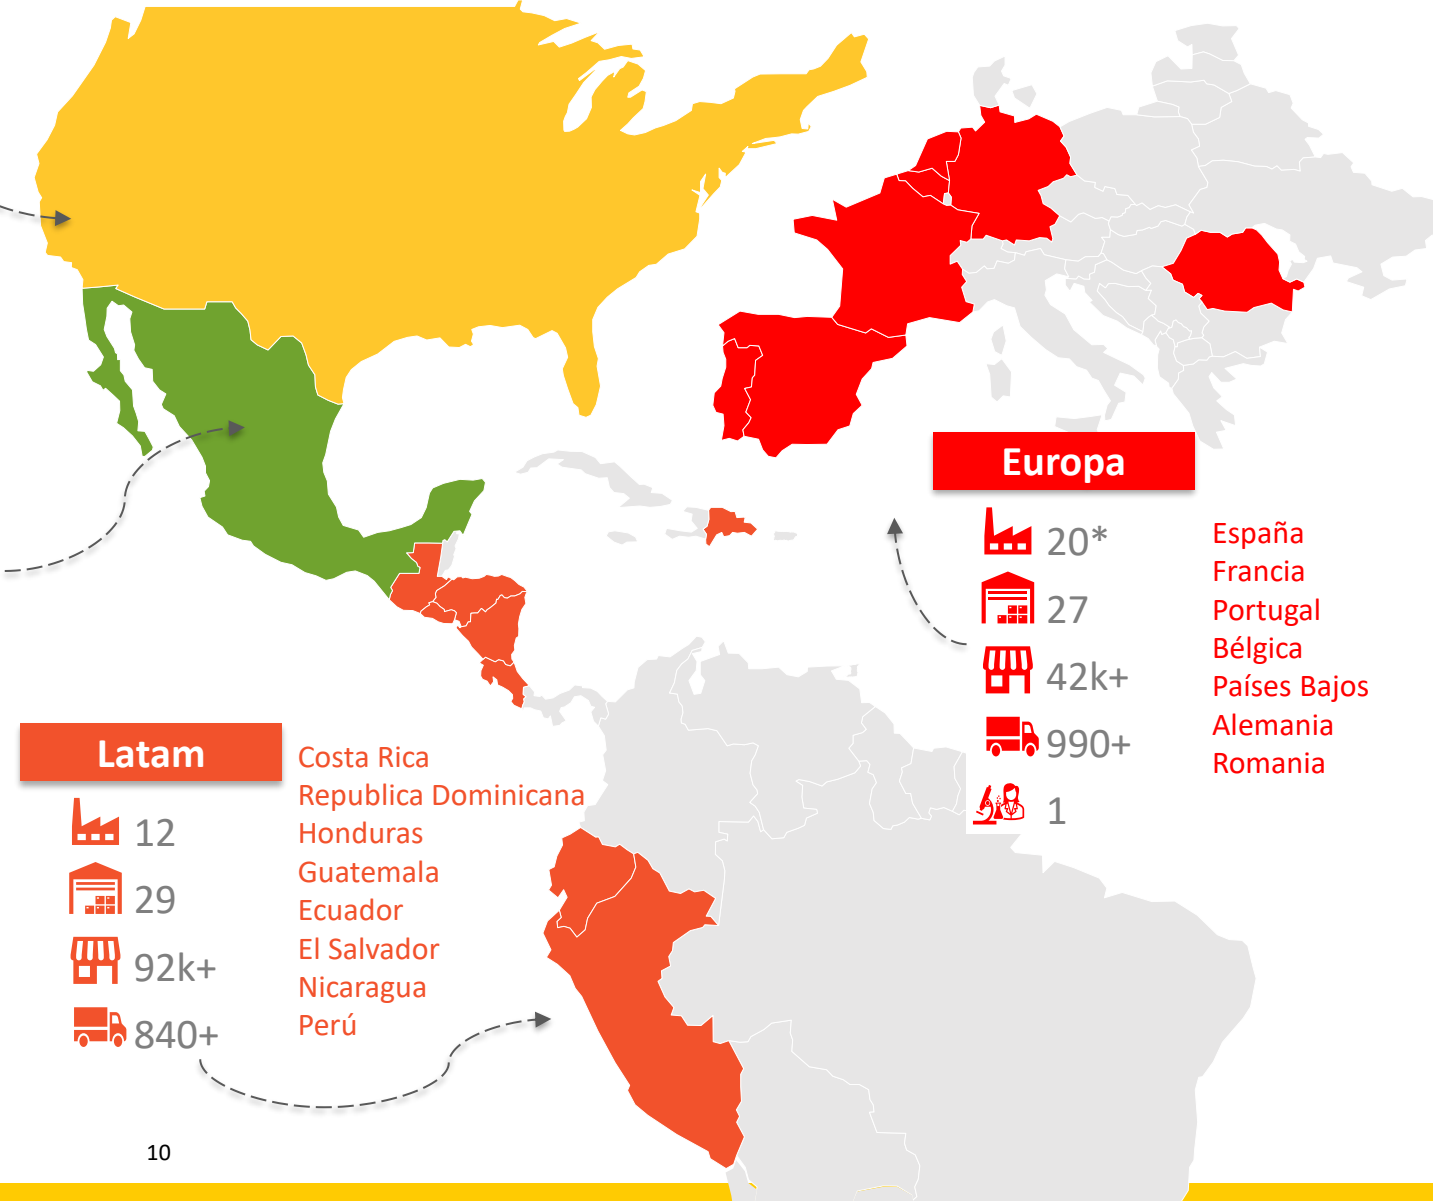 Europa
20*
27
42k+
990+
1
España
Francia
Portugal
Bélgica
Países Bajos
Alemania
Romania
Latam
12
29
92k+
840+
Costa Rica
Republica Dominicana
Honduras
Guatemala
Ecuador
El Salvador
Nicaragua
Perú
10